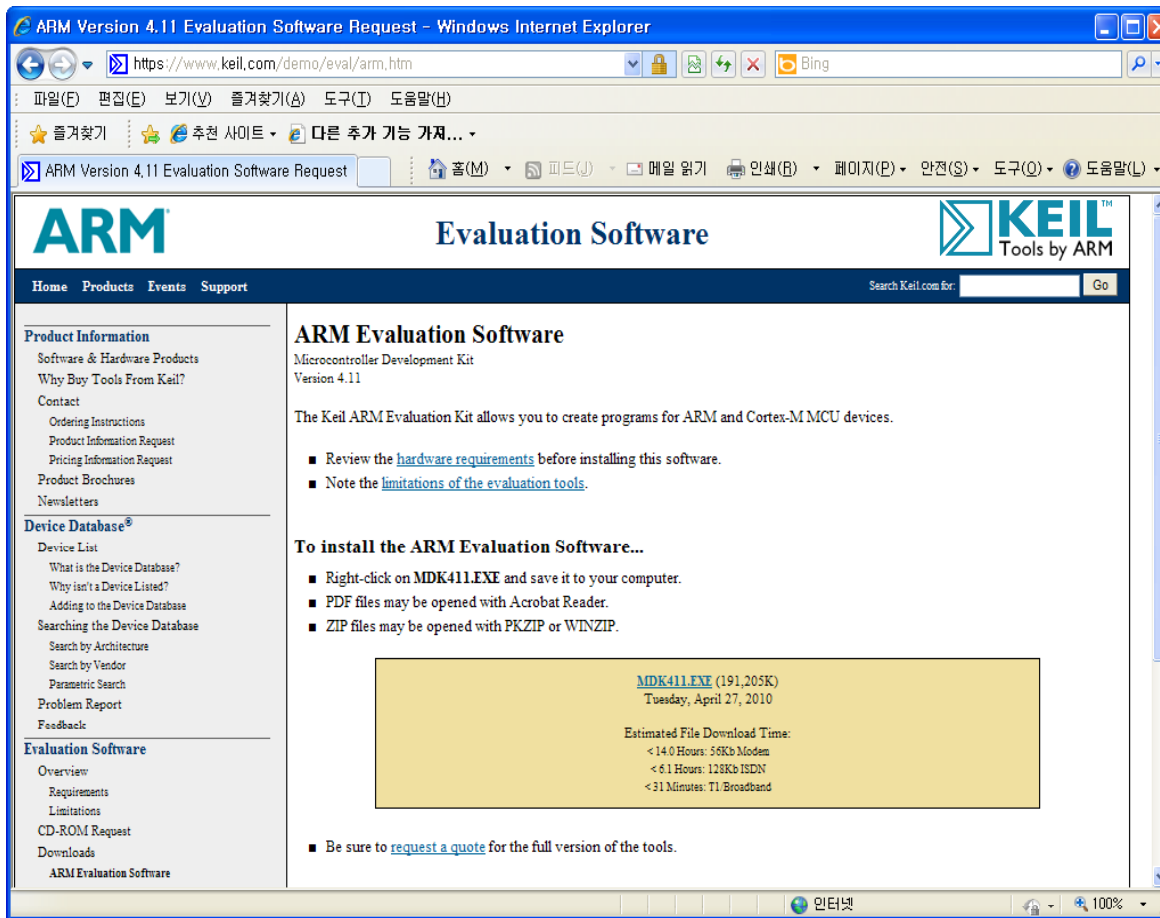 ARM Version 4.11 Evaluation Software Request - Windows Internet Explorer
https://www.keil.com/demo/eval/arm.htm
Bing
파일(F) 편집(E) 보기(V) 즐겨찾기(A) 도구(T) 도움말(H)
즐겨찾기 추천 사이트 다른 추가 기능 가져...
ARM Version 4.11 Evaluation Software Request 홈(M) 피드(J) 메일 읽기 인쇄(R) 페이지(P) 안전(S) 도구(O) 도움말(L)
ARM
Evaluation Software
KEIL™
Tools by ARM
Home Products Events Support
Search Keil.com for: Go
Product Information
Software & Hardware Products
Why Buy Tools From Keil?
Contact
Ordering Instructions
Product Information Request
Pricing Information Request
Product Brochures
Newsletters
Device Database®
Device List
What is the Device Database?
Why isn't a Device Listed?
Adding to the Device Database
Searching the Device Database
Search by Architecture
Search by Vendor
Parametric Search
Problem Report
Feedback
Evaluation Software
Overview
Requirements
Limitations
CD-ROM Request
Downloads
ARM Evaluation Software
ARM Evaluation Software
Microcontroller Development Kit
Version 4.11
The Keil ARM Evaluation Kit allows you to create programs for ARM and Cortex-M MCU devices.
■ Review the hardware requirements before installing this software.
■ Note the limitations of the evaluation tools.
To install the ARM Evaluation Software...
■ Right-click on MDK411.EXE and save it to your computer.
■ PDF files may be opened with Acrobat Reader.
■ ZIP files may be opened with PKZIP or WINZIP.
MDK411.EXE (191,205K)
Tuesday, April 27, 2010
Estimated File Download Time:
< 14.0 Hours: 56Kb Modem
< 6.1 Hours: 128Kb ISDN
< 31 Minutes: T1/Broadband
■ Be sure to request a quote for the full version of the tools.
인터넷
100%